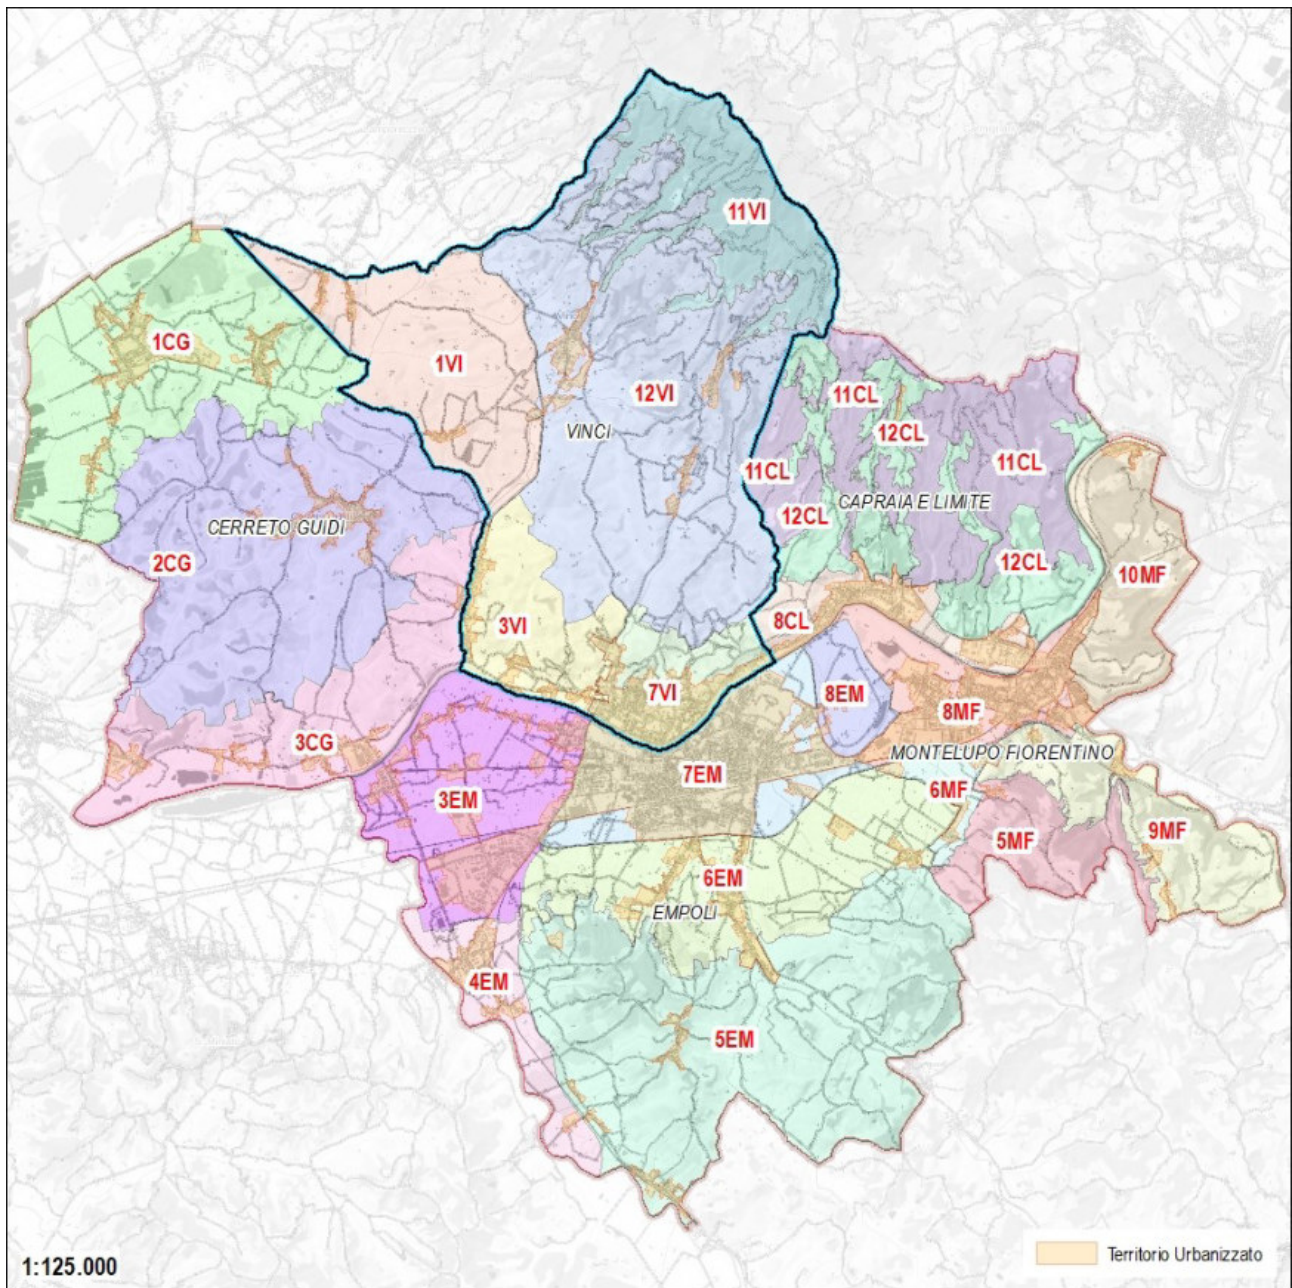 11VI
1CG
1VI
12VI
11CL
VINCI
12CL
11CL
11CL
CAPRAIA E LIMITE
12CL
CERRETO GUIDI
2CG
12CL
10MF
3VI
8CL
7VI
8EM
8MF
3CG
MONTELUPO FIORENTINO
7EM
6MF
3EM
5MF
9MF
6EM
EMPOLI
4EM
5EM
1:125.000
Territorio Urbanizzato